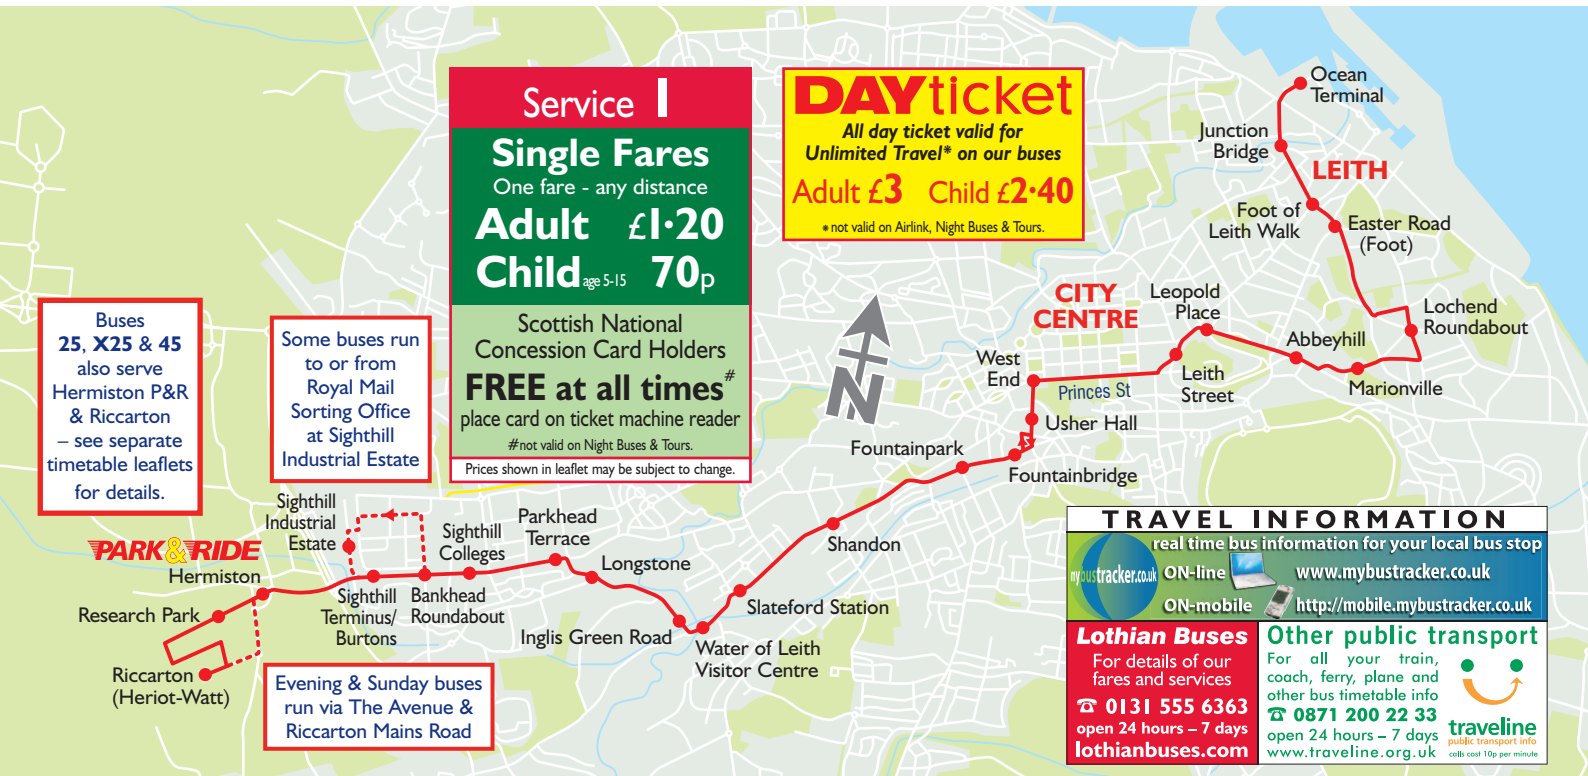 Service 1
Single Fares
One fare - any distance
Adult £1·20
Child age 5-15 70p
Scottish National
Concession Card Holders
FREE at all times#
place card on ticket machine reader
#not valid on Night Buses & Tours.
Prices shown in leaflet may be subject to change.
DAYticket
All day ticket valid for
Unlimited Travel* on our buses
Adult £3 Child £2·40
*not valid on Airlink, Night Buses & Tours.
Buses
25, X25 & 45
also serve
Hermiston P&R
& Riccarton
– see separate
timetable leaflets
for details.
Some buses run
to or from
Royal Mail
Sorting Office
at Sighthill
Industrial Estate
Evening & Sunday buses
run via The Avenue &
Riccarton Mains Road
PARK&RIDE
Hermiston
Research Park
Riccarton
(Heriot-Watt)
Sighthill
Industrial
Estate
Sighthill
Terminus/
Burtons
Bankhead
Roundabout
Sighthill
Colleges
Parkhead
Terrace
Longstone
Inglis Green Road
Water of Leith
Visitor Centre
Slateford Station
Shandon
Fountainpark
Fountainbridge
Usher Hall
West
End
Princes St
CITY
CENTRE
Leith
Street
Leopold
Place
Abbeyhill
Marionville
Lochend
Roundabout
Easter Road
(Foot)
Foot of
Leith Walk
LEITH
Junction
Bridge
Ocean
Terminal
N
TRAVEL INFORMATION
real time bus information for your local bus stop
mybustracker.co.uk
ON-line www.mybustracker.co.uk
ON-mobile http://mobile.mybustracker.co.uk
Lothian Buses
For details of our
fares and services
☎ 0131 555 6363
open 24 hours – 7 days
lothianbuses.com
Other public transport
For all your train,
coach, ferry, plane and
other bus timetable info
☎ 0871 200 22 33
open 24 hours – 7 days
www.traveline.org.uk
traveline
public transport info
calls cost 10p per minute